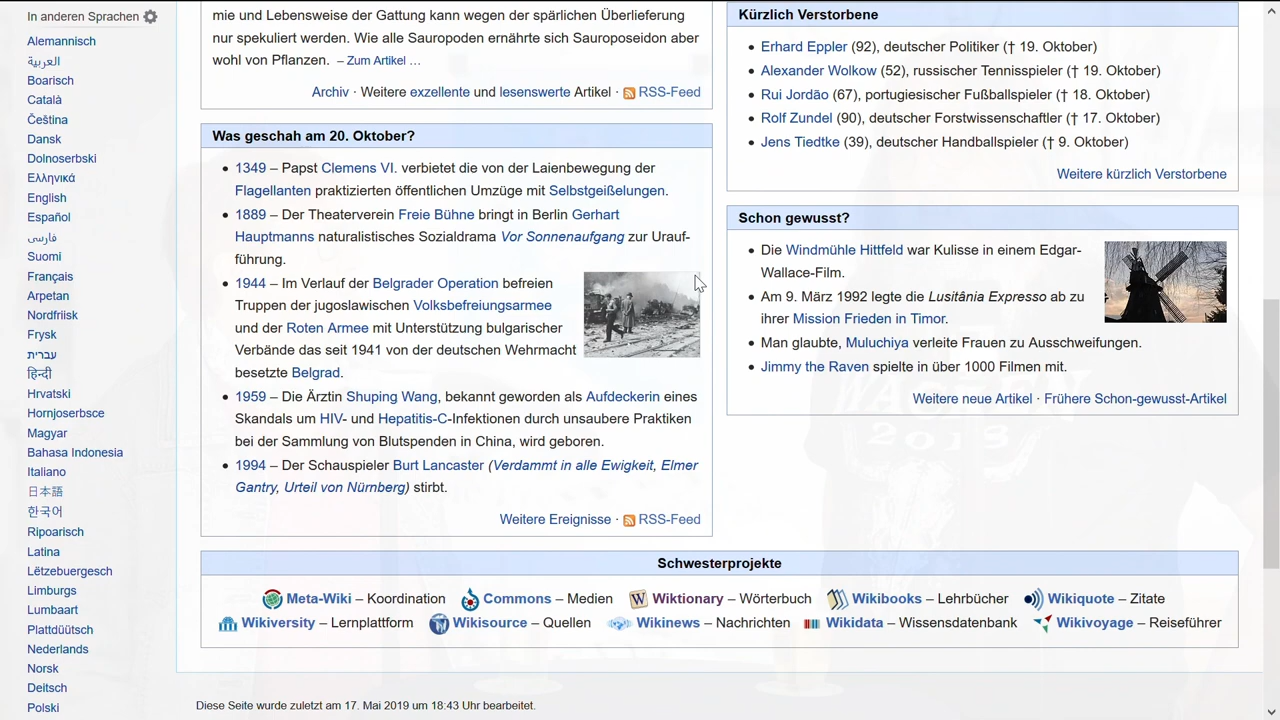 In anderen Sprachen
Alemannisch
العربية
Boarisch
Català
Čeština
Dansk
Dolnoserbski
Ελληνικά
English
Español
فارسی
Suomi
Français
Arpetan
Nordfriisk
Frysk
עברית
हिन्दी
Hrvatski
Hornjoserbsce
Magyar
Bahasa Indonesia
Italiano
日本語
한국어
Ripoarisch
Latina
Lëtzebuergesch
Limburgs
Lumbaart
Plattdüütsch
Nederlands
Norsk
Deitsch
Polski
mie und Lebensweise der Gattung kann wegen der spärlichen Überlieferung
nur spekuliert werden. Wie alle Sauropoden ernährte sich Sauroposeidon aber
wohl von Pflanzen. – Zum Artikel …
Archiv · Weitere exzellente und lesenswerte Artikel · RSS-Feed
Was geschah am 20. Oktober?
• 1349 – Papst Clemens VI. verbietet die von der Laienbewegung der
Flagellanten praktizierten öffentlichen Umzüge mit Selbstgeißelungen.
• 1889 – Der Theaterverein Freie Bühne bringt in Berlin Gerhart
Hauptmanns naturalistisches Sozialdrama Vor Sonnenaufgang zur Urauf-
führung.
• 1944 – Im Verlauf der Belgrader Operation befreien
Truppen der jugoslawischen Volksbefreiungsarmee
und der Roten Armee mit Unterstützung bulgarischer
Verbände das seit 1941 von der deutschen Wehrmacht
besetzte Belgrad.
• 1959 – Die Ärztin Shuping Wang, bekannt geworden als Aufdeckerin eines
Skandals um HIV- und Hepatitis-C-Infektionen durch unsaubere Praktiken
bei der Sammlung von Blutspenden in China, wird geboren.
• 1994 – Der Schauspieler Burt Lancaster (Verdammt in alle Ewigkeit, Elmer
Gantry, Urteil von Nürnberg) stirbt.
Weitere Ereignisse · RSS-Feed
Kürzlich Verstorbene
• Erhard Eppler (92), deutscher Politiker († 19. Oktober)
• Alexander Wolkow (52), russischer Tennisspieler († 19. Oktober)
• Rui Jordão (67), portugiesischer Fußballspieler († 18. Oktober)
• Rolf Zundel (90), deutscher Forstwissenschaftler († 17. Oktober)
• Jens Tiedtke (39), deutscher Handballspieler († 9. Oktober)
Weitere kürzlich Verstorbene
Schon gewusst?
• Die Windmühle Hittfeld war Kulisse in einem Edgar-
Wallace-Film.
• Am 9. März 1992 legte die Lusitânia Expresso ab zu
ihrer Mission Frieden in Timor.
• Man glaubte, Muluchiya verleite Frauen zu Ausschweifungen.
• Jimmy the Raven spielte in über 1000 Filmen mit.
Weitere neue Artikel · Frühere Schon-gewusst-Artikel
WACKEN
2013
Schwesterprojekte
Meta-Wiki – Koordination Commons – Medien Wiktionary – Wörterbuch Wikibooks – Lehrbücher Wikiquote – Zitate
Wikiversity – Lernplattform Wikisource – Quellen Wikinews – Nachrichten Wikidata – Wissensdatenbank Wikivoyage – Reiseführer
Diese Seite wurde zuletzt am 17. Mai 2019 um 18:43 Uhr bearbeitet.